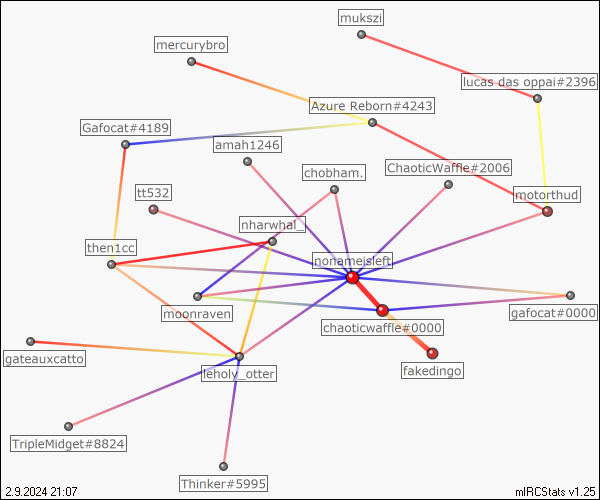 mukszi
mercurybro
lucas das oppai#2396
Azure Reborn#4243
Gafocat#4189
amah1246
chobham.
ChaoticWaffle#2006
tt532
motorthud
nharwhal_
then1cc
nonameisleft
moonraven
gafocat#0000
chaoticwaffle#0000
gateauxcatto
fakedingo
leholy_otter
TripleMidget#8824
Thinker#5995
2.9.2024 21:07
mIRCStats v1.25